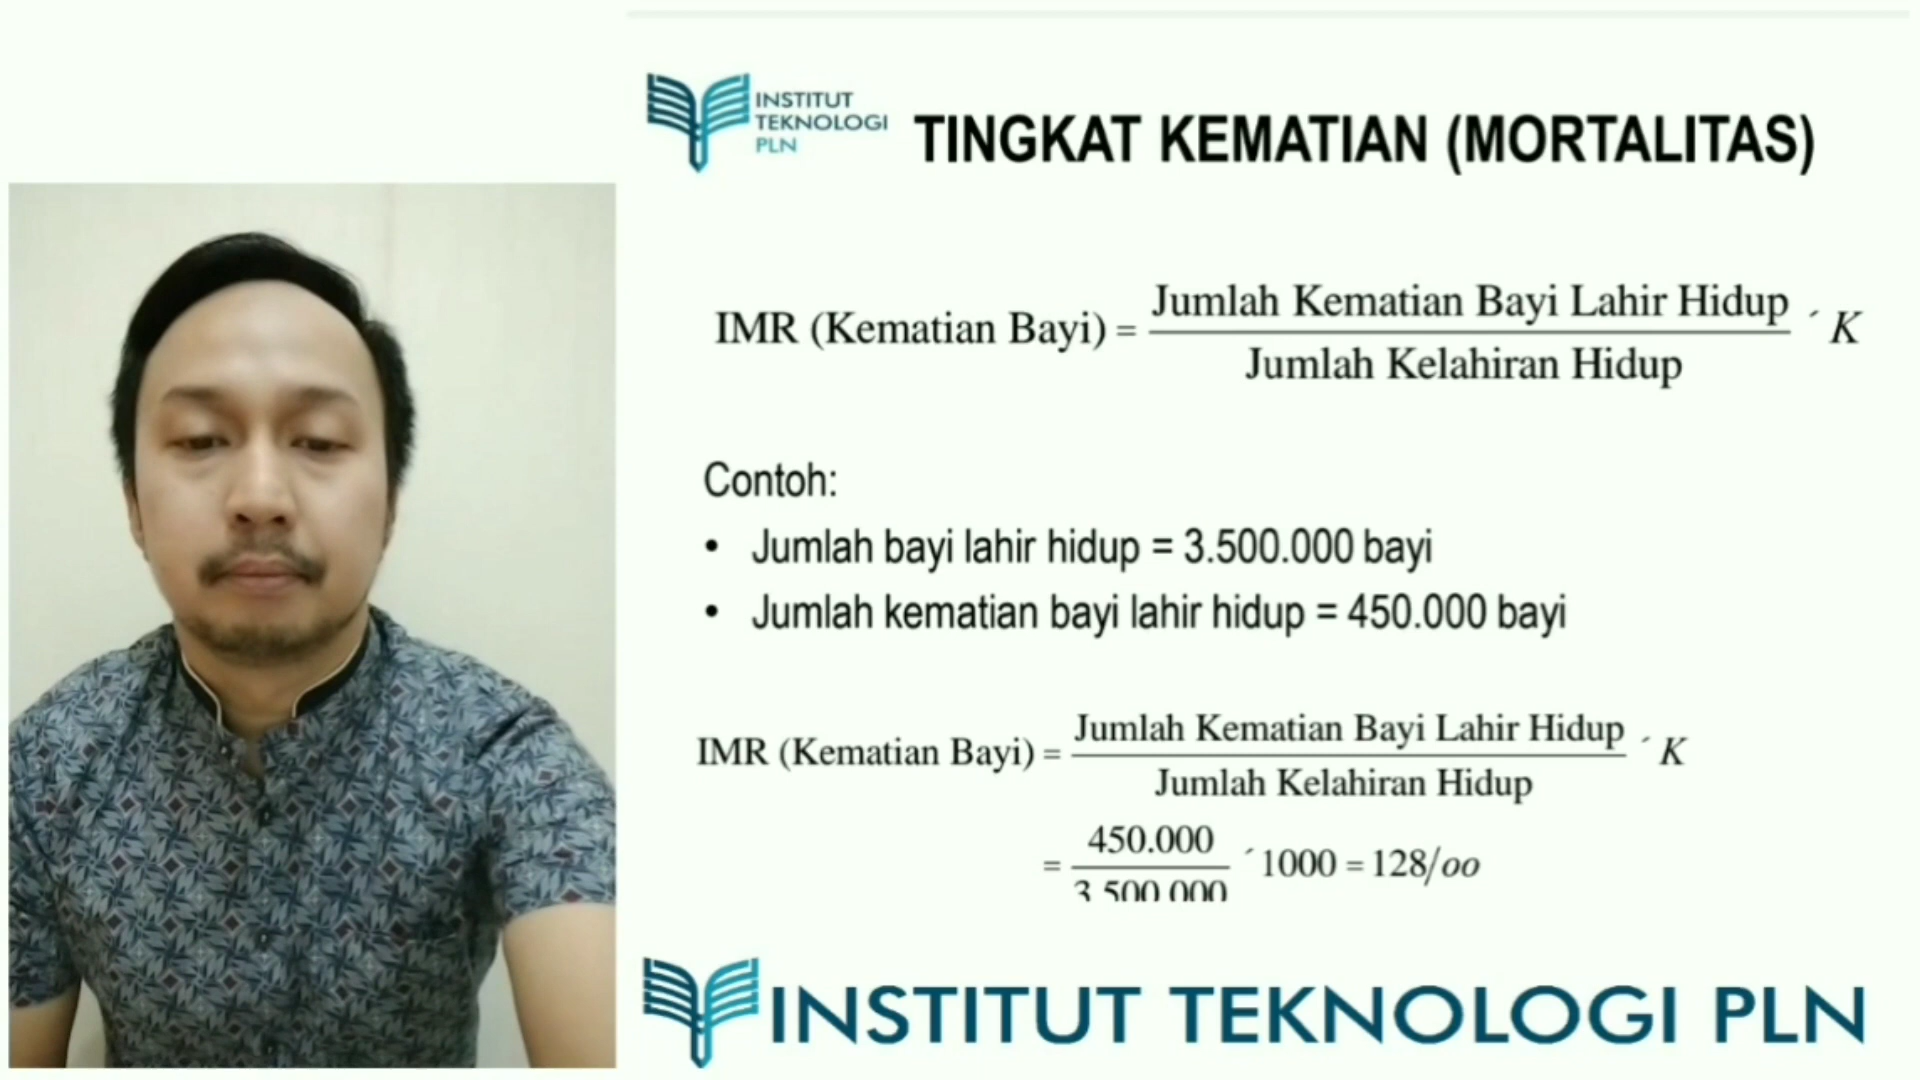 INSTITUT
TEKNOLOGI
PLN
TINGKAT KEMATIAN (MORTALITAS)
IMR (Kematian Bayi) = Jumlah Kematian Bayi Lahir Hidup / Jumlah Kelahiran Hidup ´ K
Contoh:
• Jumlah bayi lahir hidup = 3.500.000 bayi
• Jumlah kematian bayi lahir hidup = 450.000 bayi
IMR (Kematian Bayi) = Jumlah Kematian Bayi Lahir Hidup / Jumlah Kelahiran Hidup ´ K
= 450.000 / 3 500 000 ´ 1000 = 128/oo
INSTITUT TEKNOLOGI PLN